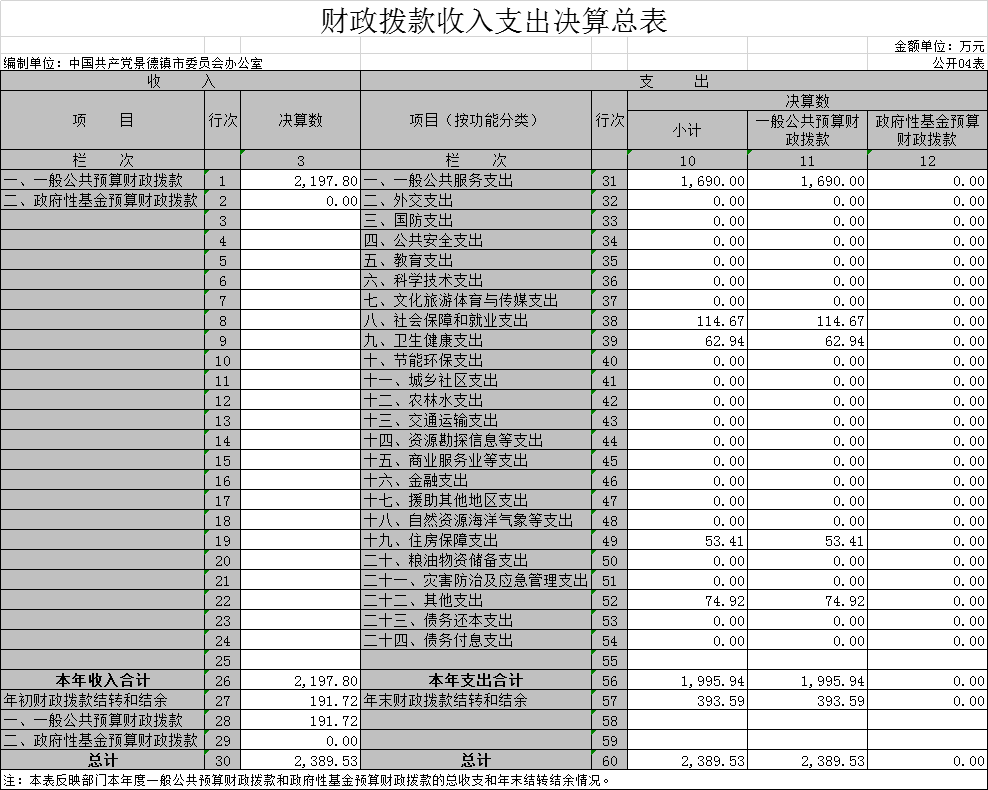 财政拨款收入支出决算总表
金额单位：万元
编制单位：中国共产党景德镇市委员会办公室 公开04表
收 入 支 出
项 目 行次 决算数 项目（按功能分类） 行次 决算数
小计 一般公共预算财政拨款 政府性基金预算财政拨款
栏 次 3 栏 次 10 11 12
一、一般公共预算财政拨款 1 2,197.80 一、一般公共服务支出 31 1,690.00 1,690.00 0.00
二、政府性基金预算财政拨款 2 0.00 二、外交支出 32 0.00 0.00 0.00
3 三、国防支出 33 0.00 0.00 0.00
4 四、公共安全支出 34 0.00 0.00 0.00
5 五、教育支出 35 0.00 0.00 0.00
6 六、科学技术支出 36 0.00 0.00 0.00
7 七、文化旅游体育与传媒支出 37 0.00 0.00 0.00
8 八、社会保障和就业支出 38 114.67 114.67 0.00
9 九、卫生健康支出 39 62.94 62.94 0.00
10 十、节能环保支出 40 0.00 0.00 0.00
11 十一、城乡社区支出 41 0.00 0.00 0.00
12 十二、农林水支出 42 0.00 0.00 0.00
13 十三、交通运输支出 43 0.00 0.00 0.00
14 十四、资源勘探信息等支出 44 0.00 0.00 0.00
15 十五、商业服务业等支出 45 0.00 0.00 0.00
16 十六、金融支出 46 0.00 0.00 0.00
17 十七、援助其他地区支出 47 0.00 0.00 0.00
18 十八、自然资源海洋气象等支出 48 0.00 0.00 0.00
19 十九、住房保障支出 49 53.41 53.41 0.00
20 二十、粮油物资储备支出 50 0.00 0.00 0.00
21 二十一、灾害防治及应急管理支出 51 0.00 0.00 0.00
22 二十二、其他支出 52 74.92 74.92 0.00
23 二十三、债务还本支出 53 0.00 0.00 0.00
24 二十四、债务付息支出 54 0.00 0.00 0.00
25 55
本年收入合计 26 2,197.80 本年支出合计 56 1,995.94 1,995.94 0.00
年初财政拨款结转和结余 27 191.72 年末财政拨款结转和结余 57 393.59 393.59 0.00
一、一般公共预算财政拨款 28 191.72 58
二、政府性基金预算财政拨款 29 0.00 59
总计 30 2,389.53 总计 60 2,389.53 2,389.53 0.00
注：本表反映部门本年度一般公共预算财政拨款和政府性基金预算财政拨款的总收支和年末结转结余情况。